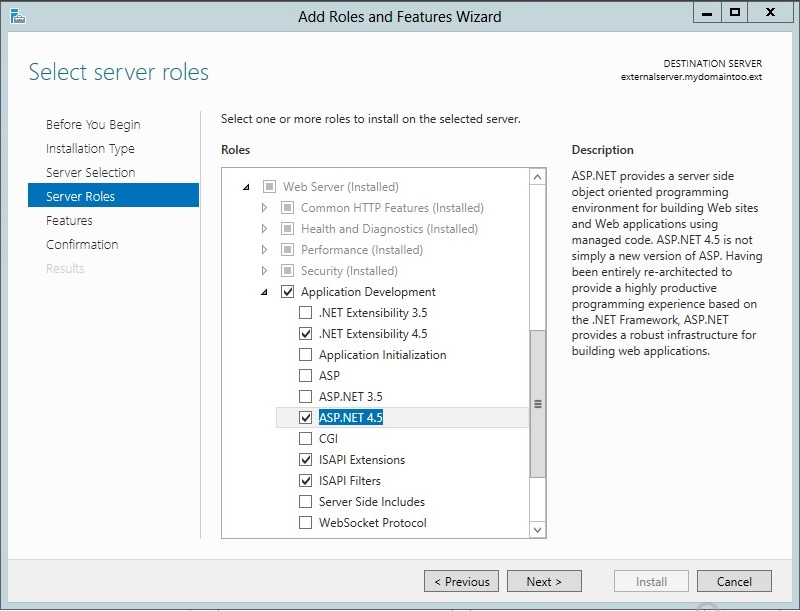 Add Roles and Features Wizard
Select server roles
DESTINATION SERVER
externalserver.mydomaintoo.ext
Before You Begin
Installation Type
Server Selection
Server Roles
Features
Confirmation
Results
Select one or more roles to install on the selected server.
Roles
Web Server (Installed)
Common HTTP Features (Installed)
Health and Diagnostics (Installed)
Performance (Installed)
Security (Installed)
Application Development
.NET Extensibility 3.5
.NET Extensibility 4.5
Application Initialization
ASP
ASP.NET 3.5
ASP.NET 4.5
CGI
ISAPI Extensions
ISAPI Filters
Server Side Includes
WebSocket Protocol
Description
ASP.NET provides a server side
object oriented programming
environment for building Web sites
and Web applications using
managed code. ASP.NET 4.5 is not
simply a new version of ASP. Having
been entirely re-architected to
provide a highly productive
programming experience based on
the .NET Framework, ASP.NET
provides a robust infrastructure for
building web applications.
< Previous
Next >
Install
Cancel